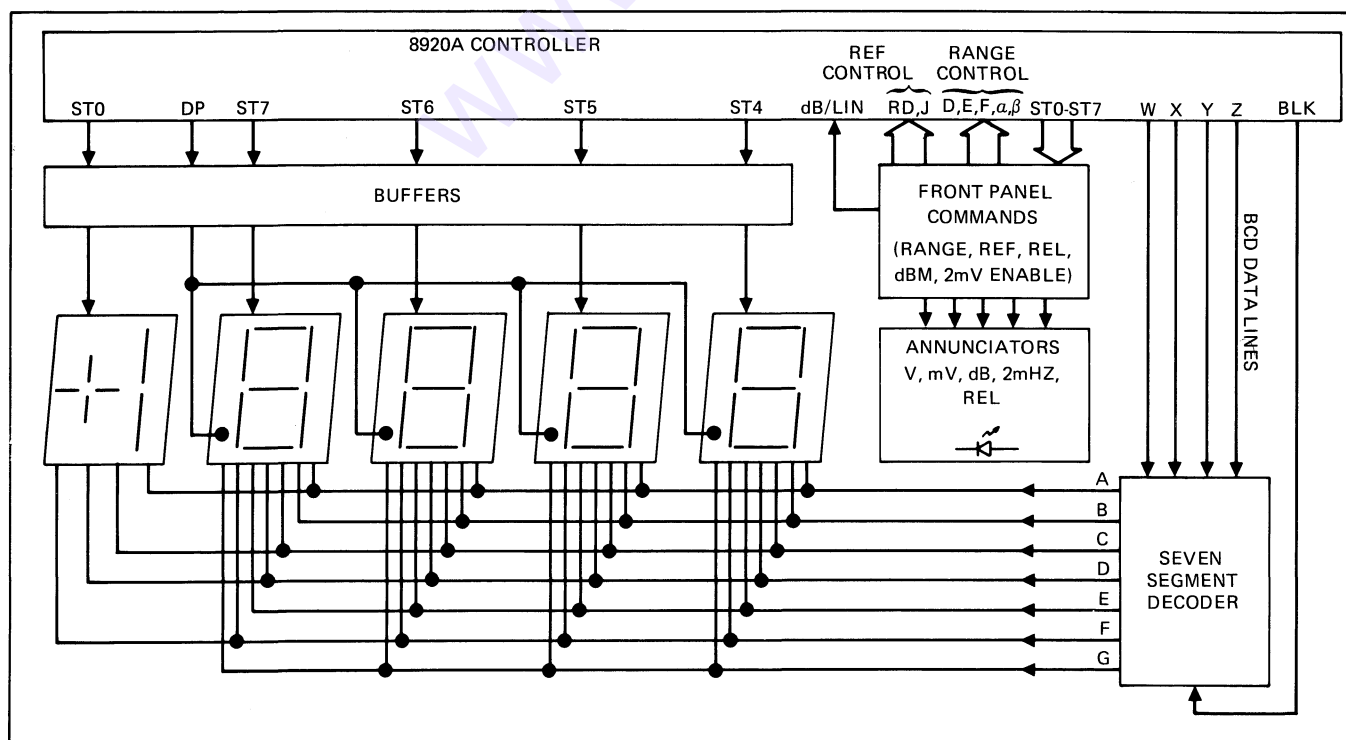 8920A CONTROLLER
REF
CONTROL
RANGE
CONTROL
ST0 DP ST7 ST6 ST5 ST4 dB/LIN RD,J D,E,F,α,β ST0-ST7 W X Y Z BLK
BUFFERS
FRONT PANEL
COMMANDS
(RANGE, REF, REL,
dBM, 2mV ENABLE)
BCD DATA LINES
ANNUNCIATORS
V, mV, dB, 2mHZ,
REL
A
B
C
D
E
F
G
SEVEN
SEGMENT
DECODER